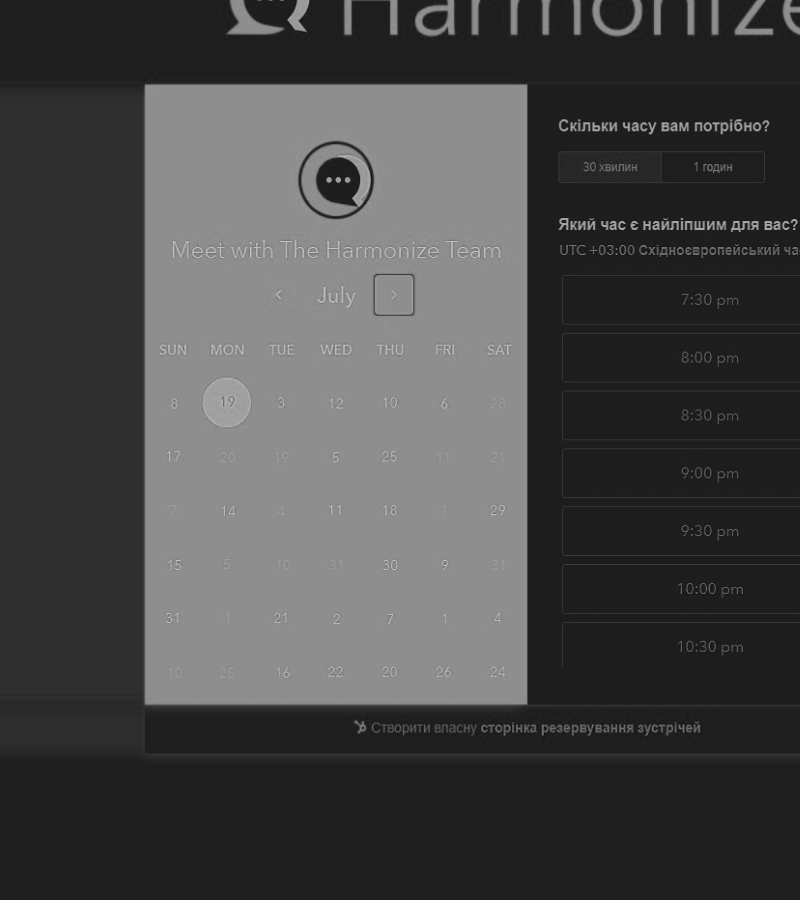 Harmonize
Meet with The Harmonize Team
July
SUN MON TUE WED THU FRI SAT
8 19 3 12 10 6 28
17 20 19 5 25 11 21
7 14 4 11 18 1 29
15 5 10 31 30 9 31
31 1 21 2 7 1 4
10 25 16 22 20 26 24
Скільки часу вам потрібно?
30 хвилин 1 годин
Який час є найліпшим для вас?
UTC +03:00 Східноєвропейський
7:30 pm
8:00 pm
8:30 pm
9:00 pm
9:30 pm
10:00 pm
10:30 pm
Створити власну сторінка резервування зустрічей